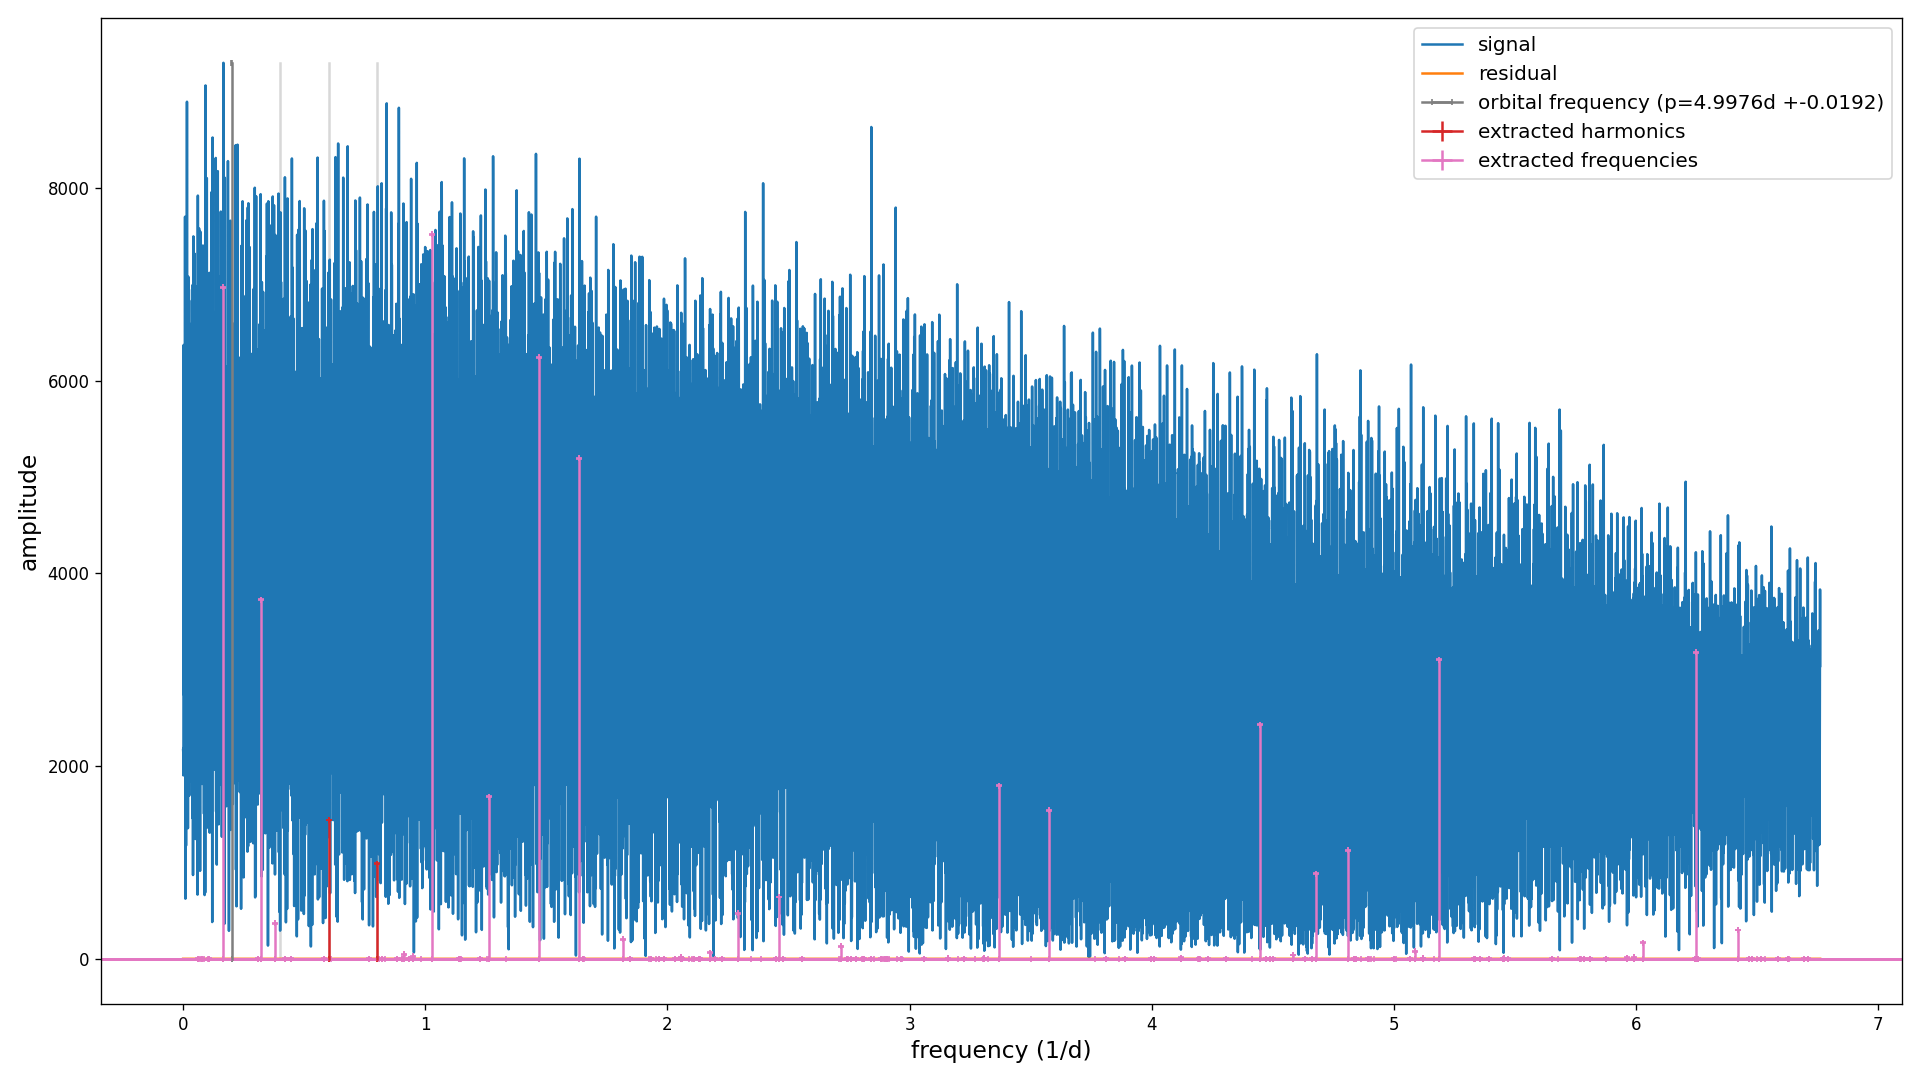 signal
residual
orbital frequency (p=4.9976d +-0.0192)
extracted harmonics
extracted frequencies
amplitude
8000
6000
4000
2000
0
0 1 2 3 4 5 6 7
frequency (1/d)